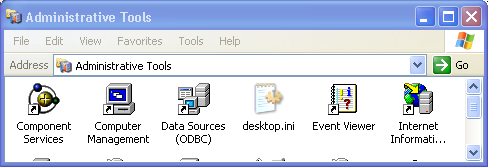 Administrative Tools
File Edit View Favorites Tools Help
Address Administrative Tools Go
Component Services
Computer Management
Data Sources (ODBC)
desktop.ini
Event Viewer
Internet Informati...